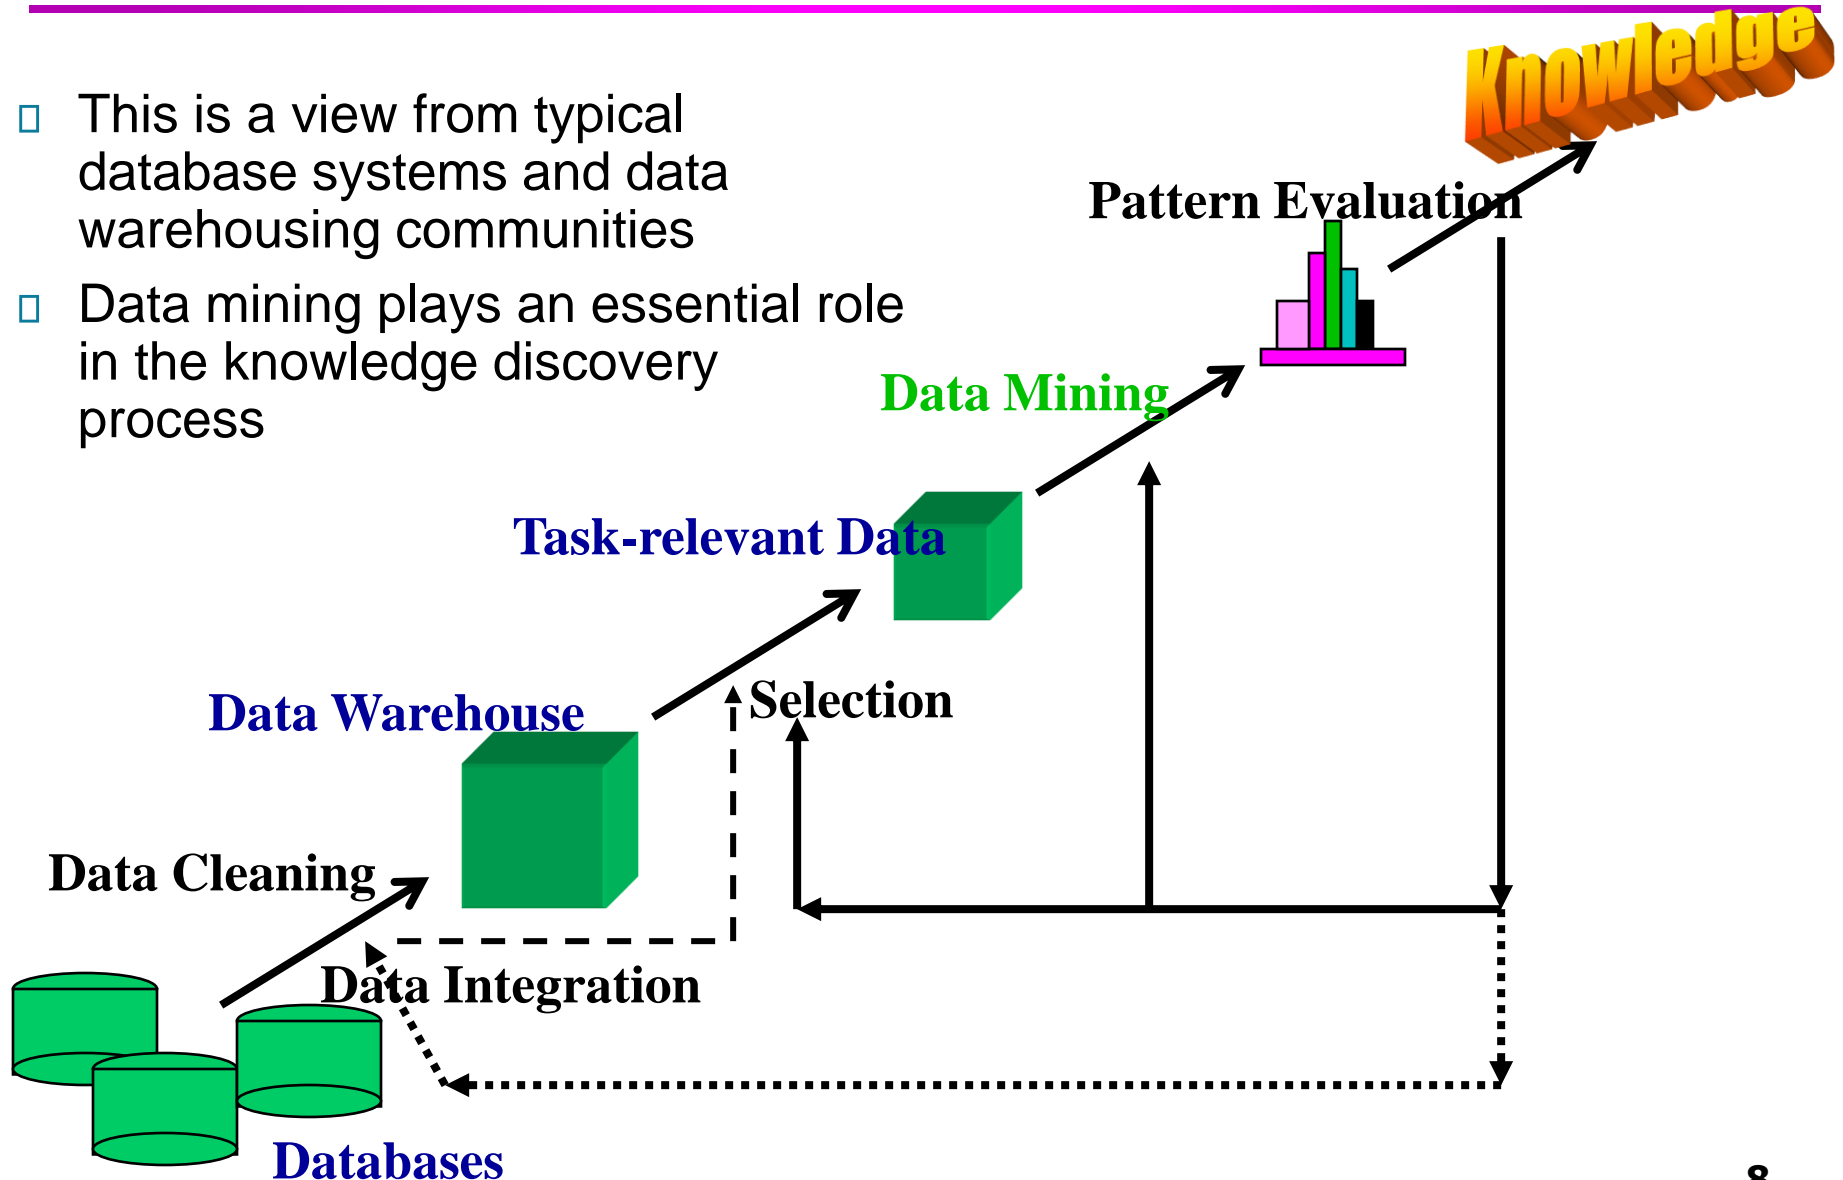 Knowledge
This is a view from typical
database systems and data
warehousing communities
Pattern Evaluation
Data mining plays an essential role
in the knowledge discovery
process
Data Mining
Task-relevant Data
Selection
Data Warehouse
Data Cleaning
Data Integration
Databases
8